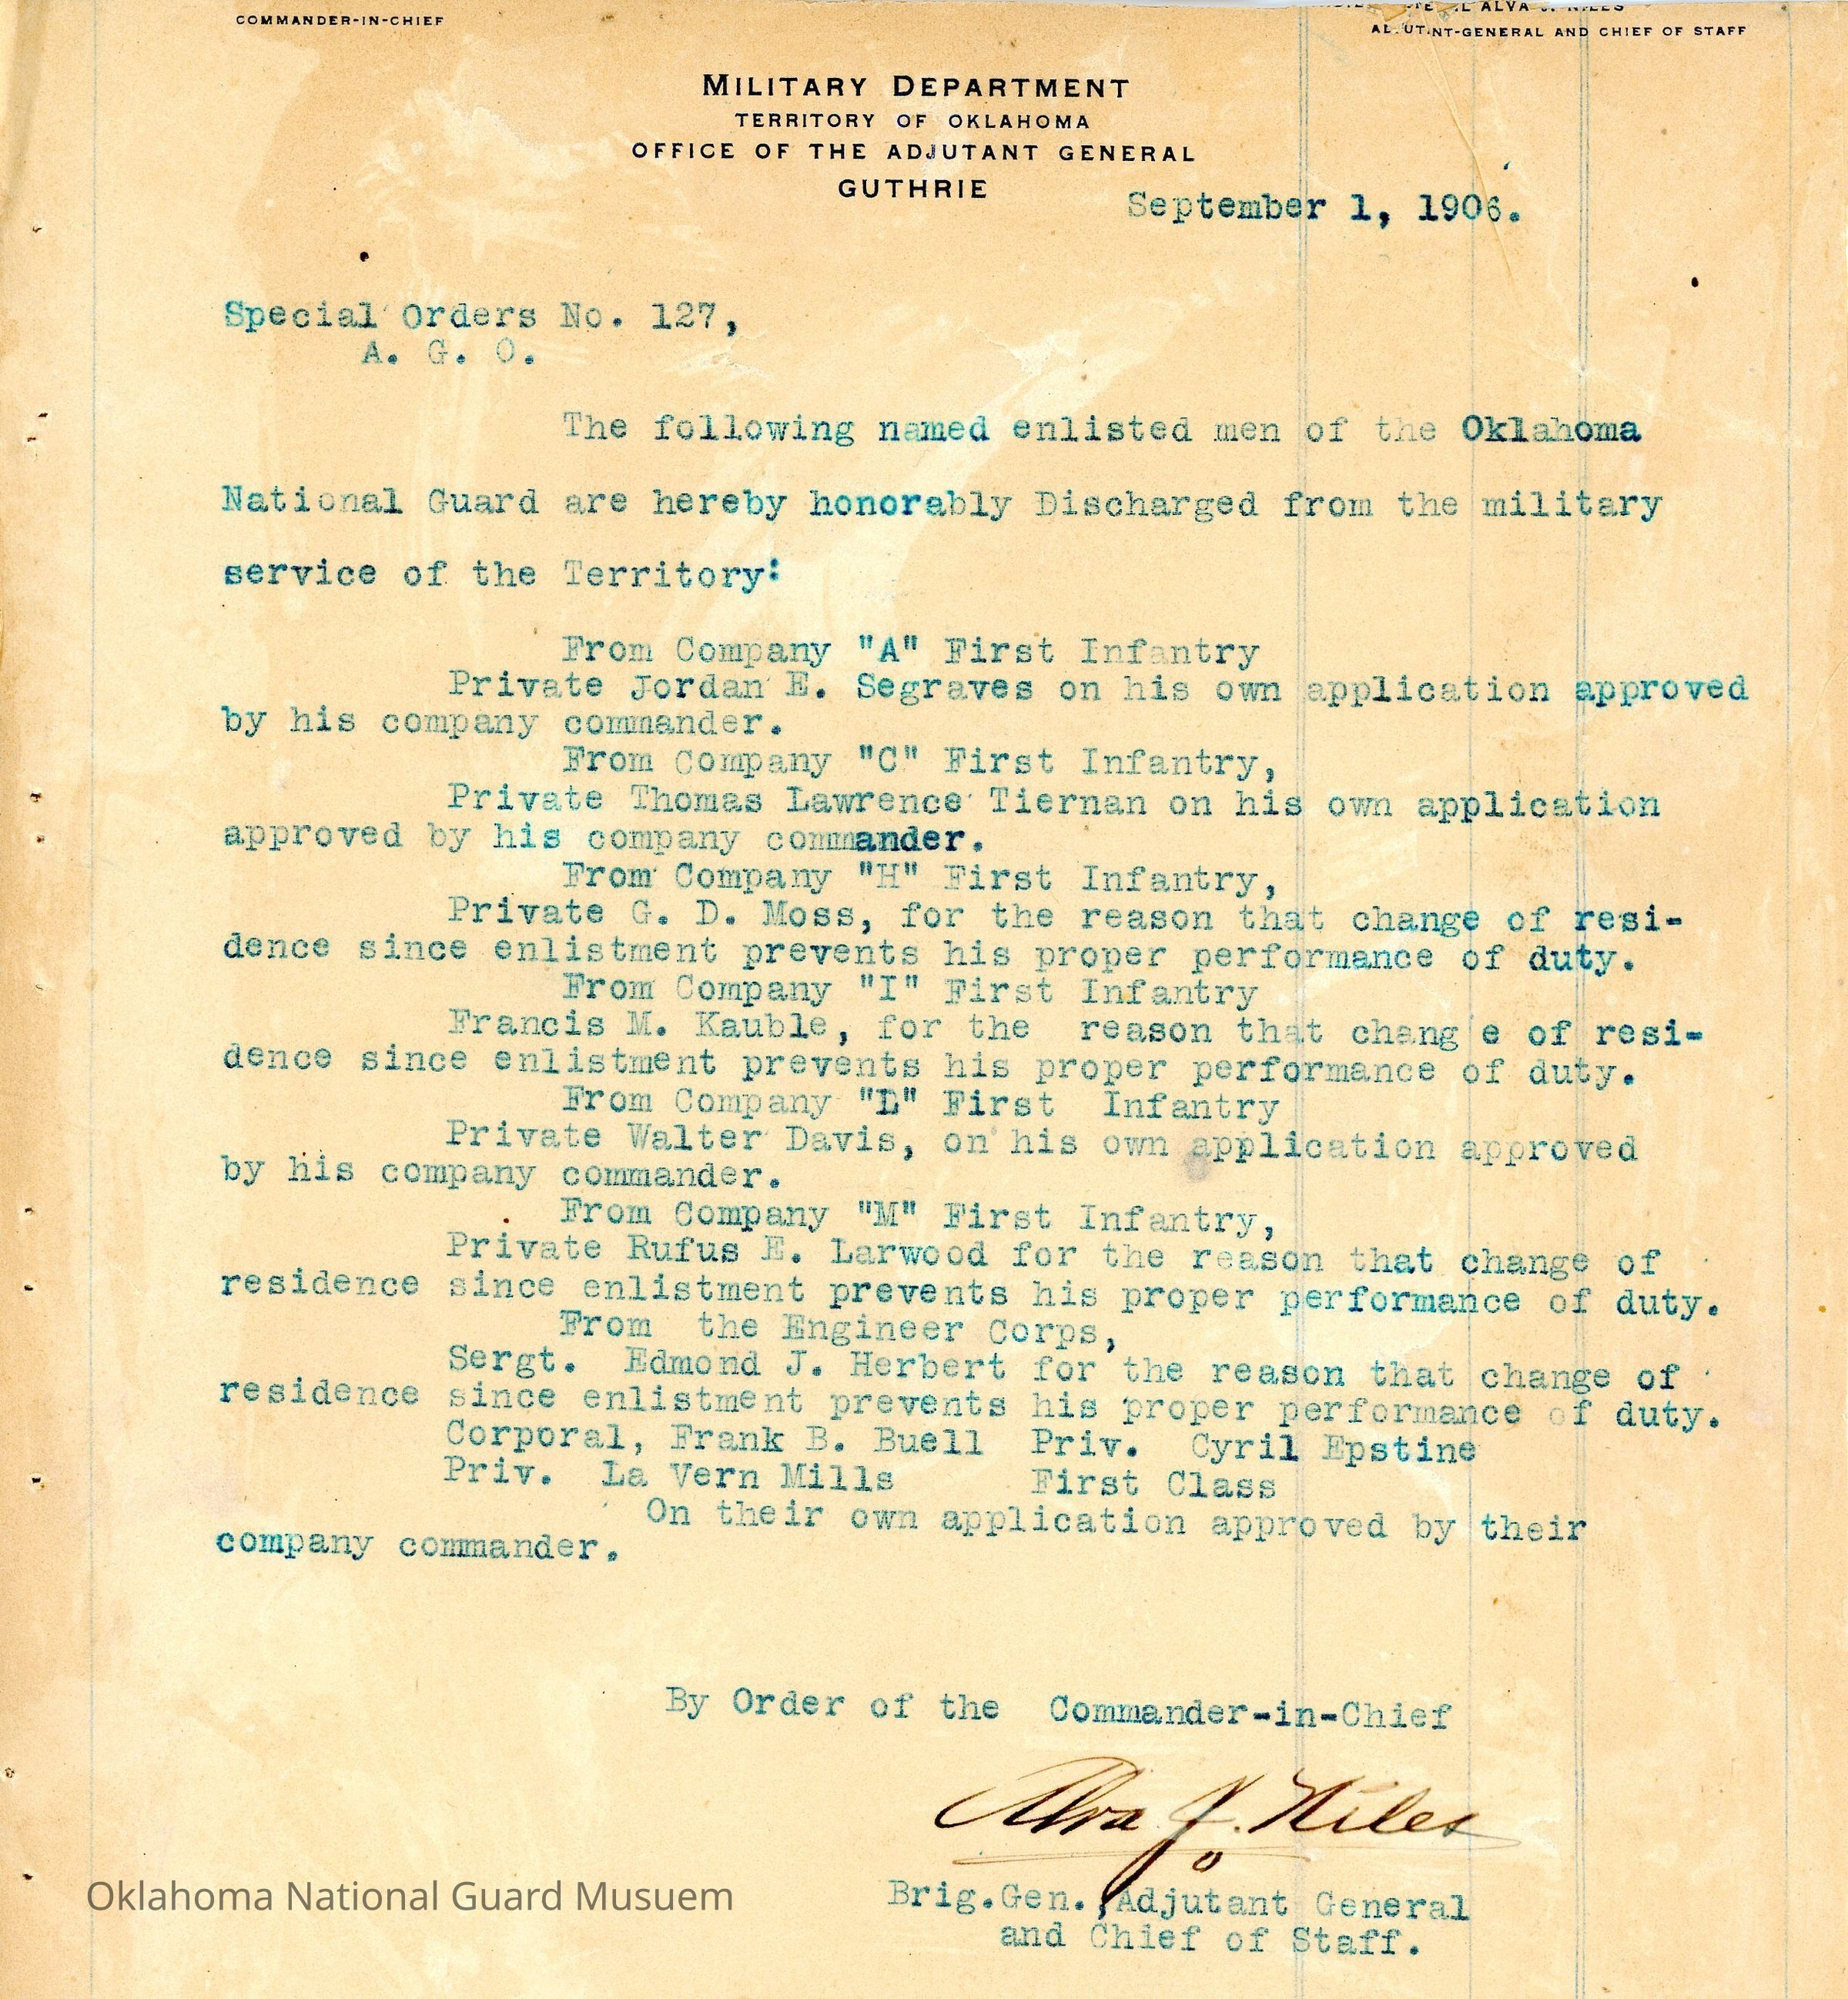 COMMANDER-IN-CHIEF
ALVA J. NILES
ADJUTANT-GENERAL AND CHIEF OF STAFF
MILITARY DEPARTMENT
TERRITORY OF OKLAHOMA
OFFICE OF THE ADJUTANT GENERAL
GUTHRIE
September 1, 1906.
Special Orders No. 127,
A. G. O.
The following named enlisted men of the Oklahoma
National Guard are hereby honorably Discharged from the military
service of the Territory:
From Company "A" First Infantry
Private Jordan E. Segraves on his own application approved
by his company commander.
From Company "C" First Infantry,
Private Thomas Lawrence Tiernan on his own application
approved by his company commander.
From Company "H" First Infantry,
Private G. D. Moss, for the reason that change of resi-
dence since enlistment prevents his proper performance of duty.
From Company "I" First Infantry
Francis M. Kauble, for the reason that chang e of resi-
dence since enlistment prevents his proper performance of duty.
From Company "L" First Infantry
Private Walter Davis, on his own application approved
by his company commander.
From Company "M" First Infantry,
Private Rufus E. Larwood for the reason that change of
residence since enlistment prevents his proper performance of duty.
From the Engineer Corps,
Sergt. Edmond J. Herbert for the reason that change of
residence since enlistment prevents his proper performance of duty.
Corporal, Frank B. Buell Priv. Cyril Epstine
Priv. La Vern Mills First Class
On their own application approved by their
company commander.
By Order of the Commander-in-Chief
Alva J. Niles
Brig.Gen., Adjutant General
and Chief of Staff.
Oklahoma National Guard Musuem